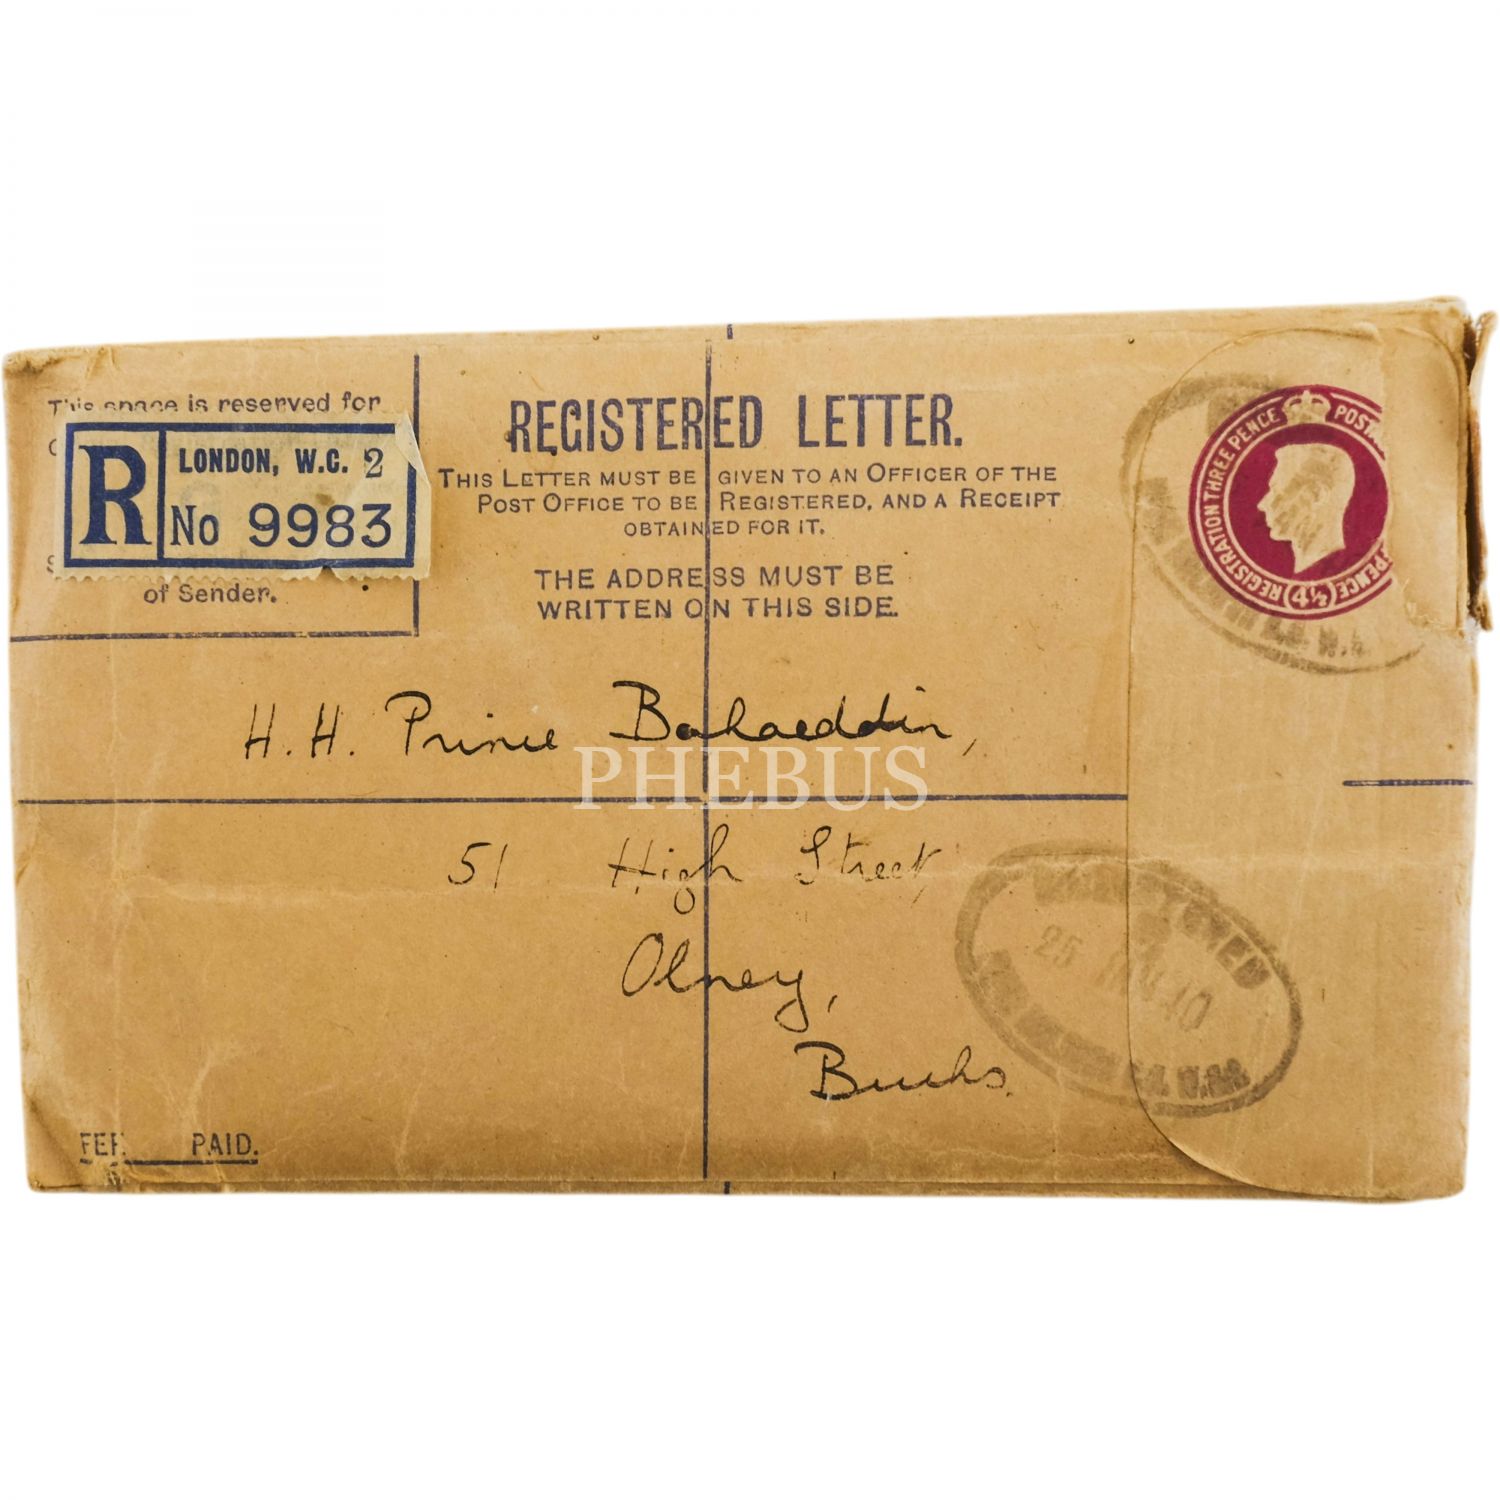 This space is reserved for
R
LONDON, W.C. 2
No 9983
of Sender.
REGISTERED LETTER.
THIS LETTER MUST BE GIVEN TO AN OFFICER OF THE
POST OFFICE TO BE REGISTERED, AND A RECEIPT
OBTAINED FOR IT.
THE ADDRESS MUST BE
WRITTEN ON THIS SIDE.
REGISTRATION THREE PENCE
POST
4½
H. H. Prince Bahaeddin,
PHEBUS
51 High Street
Olney,
Bucks.
25 40
PAID.